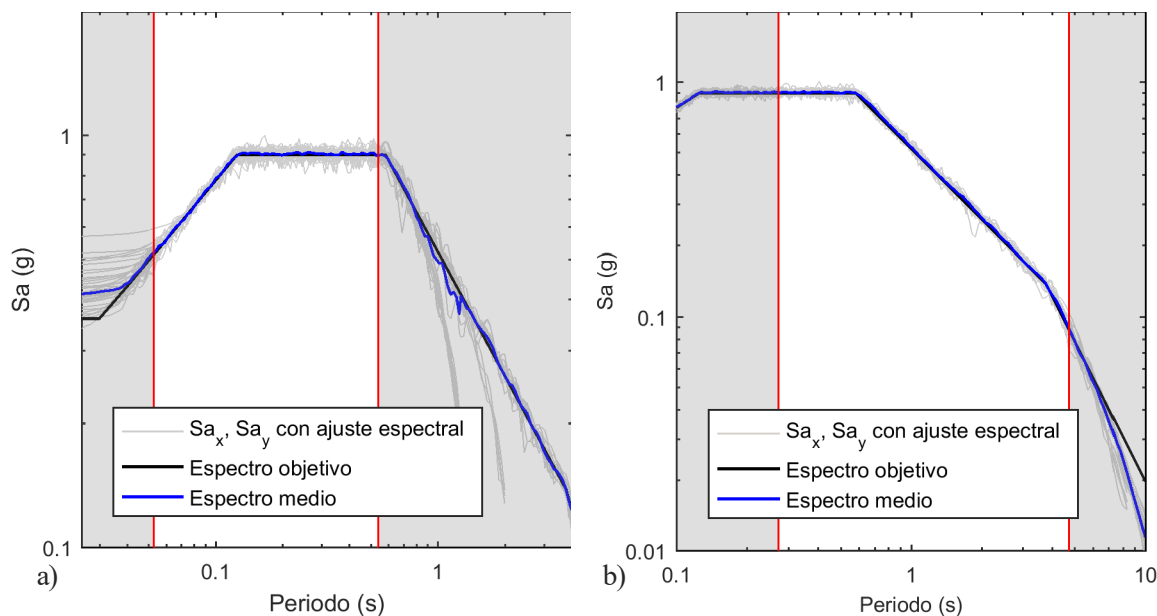 1
Sa (g)
Sa_x, Sa_y con ajuste espectral
Espectro objetivo
Espectro medio
0.1
0.1
1
a)
Periodo (s)
1
Sa (g)
0.1
Sa_x, Sa_y con ajuste espectral
Espectro objetivo
Espectro medio
0.01
0.1
1
10
b)
Periodo (s)